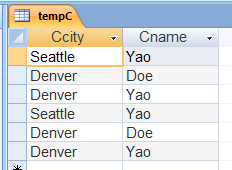 tempC
Ccity Cname
Seattle Yao
Denver Doe
Denver Yao
Seattle Yao
Denver Doe
Denver Yao